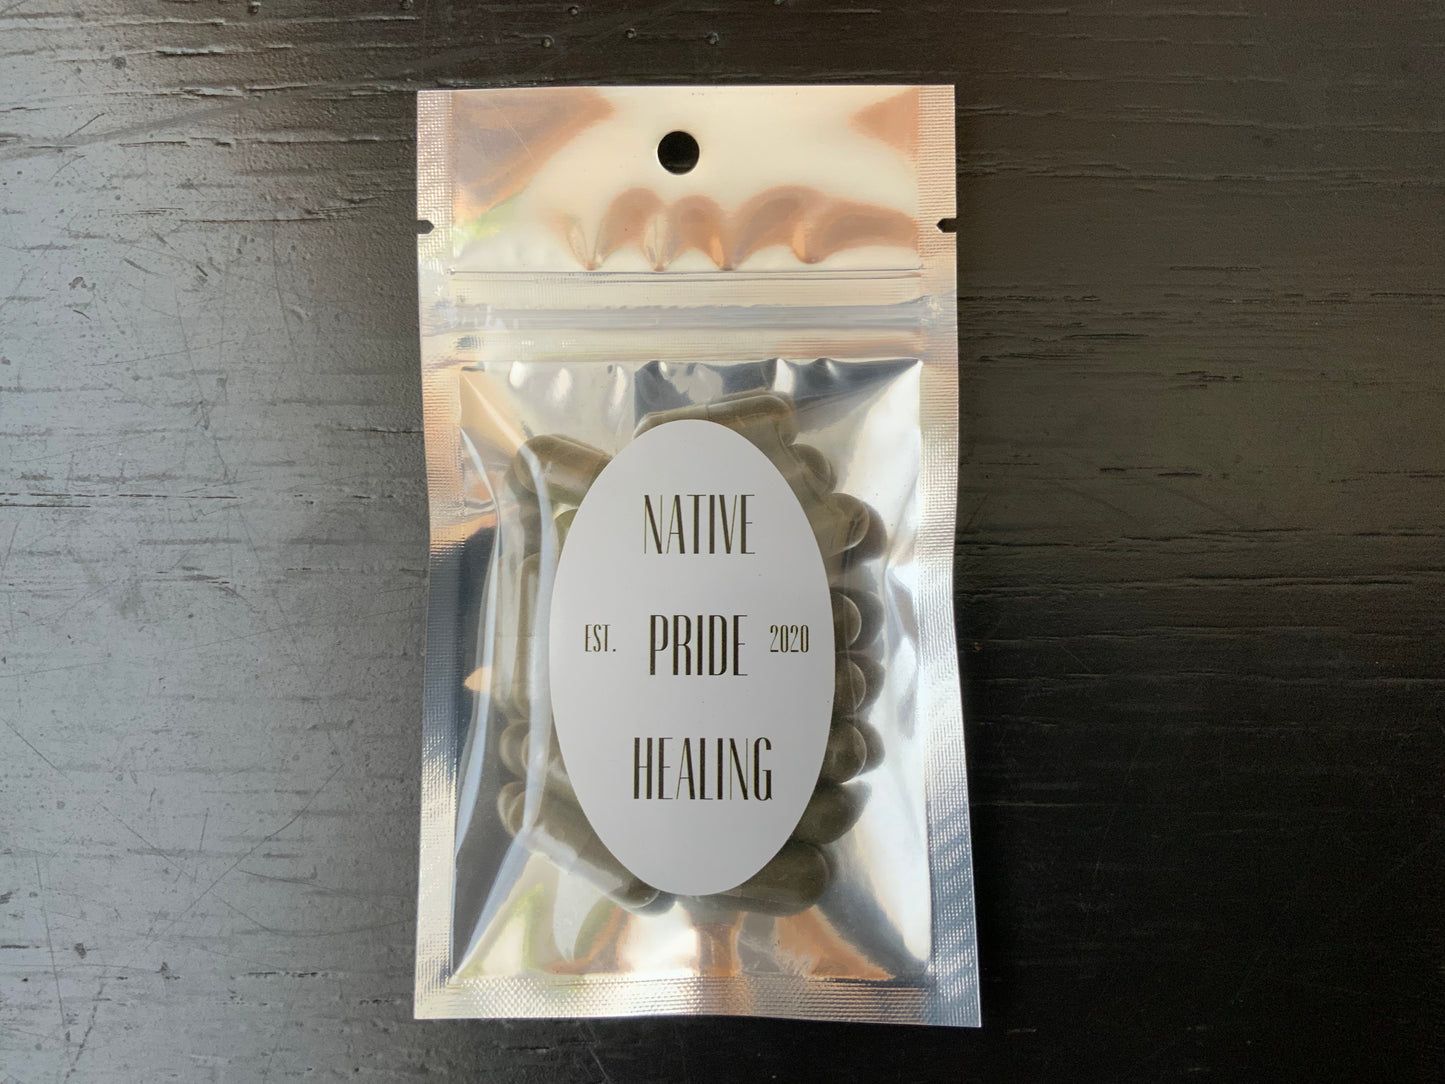 NATIVE
EST. PRIDE 2020
HEALING